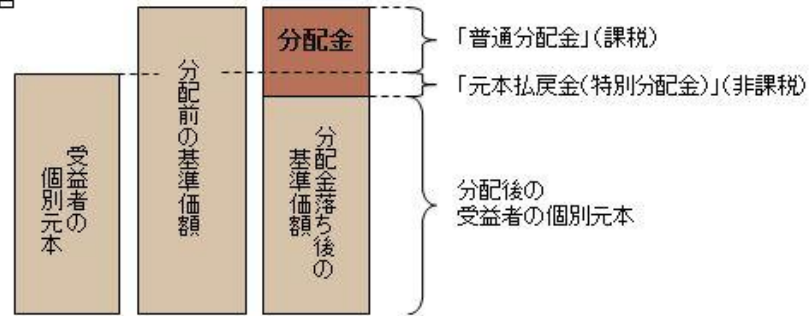 受益者の
個別元本
分配前の基準価額
分配金
分配金落ち後の
基準価額
「普通分配金」(課税)
「元本払戻金(特別分配金)」(非課税)
分配後の
受益者の個別元本